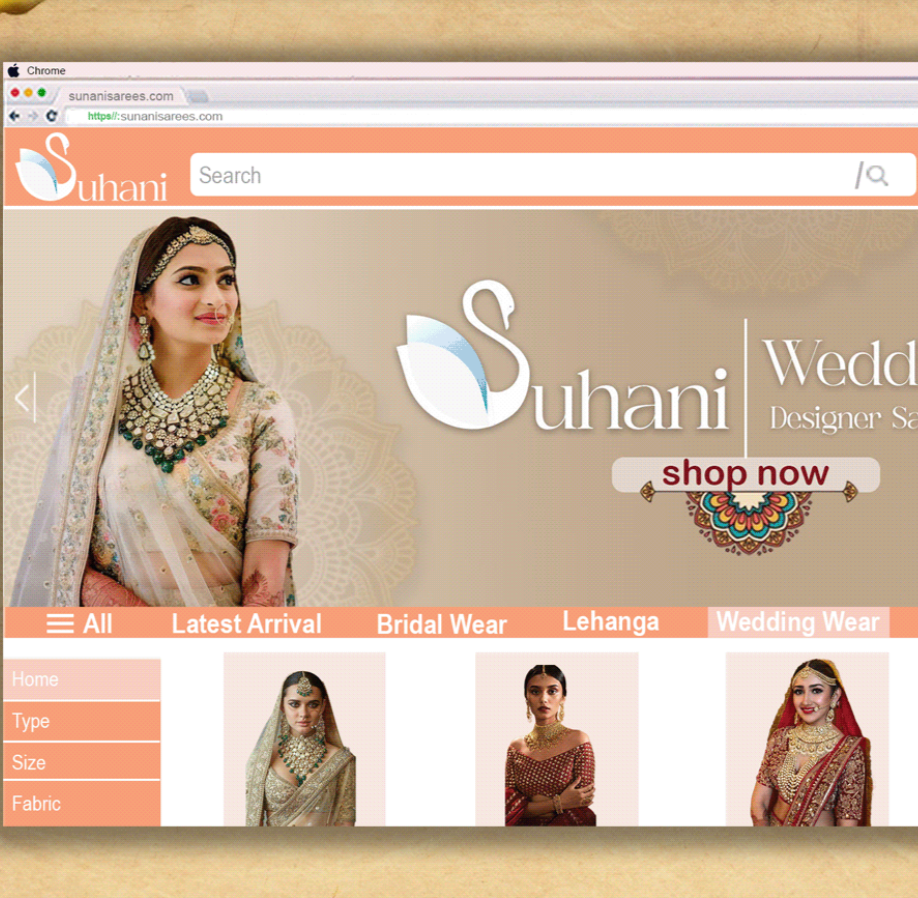 Chrome
sunanisarees.com
https//:sunanisarees.com
Suhani
Search
Suhani
Wedd
Designer Sa
shop now
All
Latest Arrival
Bridal Wear
Lehanga
Wedding Wear
Home
Type
Size
Fabric